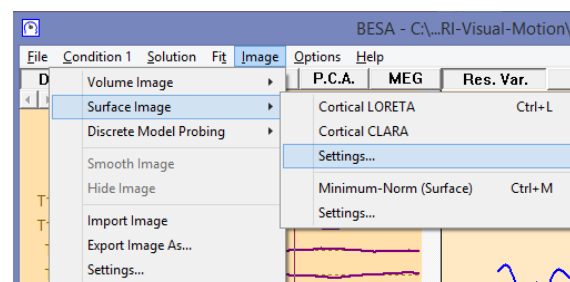 BESA - C:\...RI-Visual-Motion\
File Condition 1 Solution Fit Image Options Help
D P.C.A. MEG Res. Var.
Volume Image
Surface Image
Discrete Model Probing
Smooth Image
Hide Image
Import Image
Export Image As...
Settings...
Cortical LORETA Ctrl+L
Cortical CLARA
Settings...
Minimum-Norm (Surface) Ctrl+M
Settings...